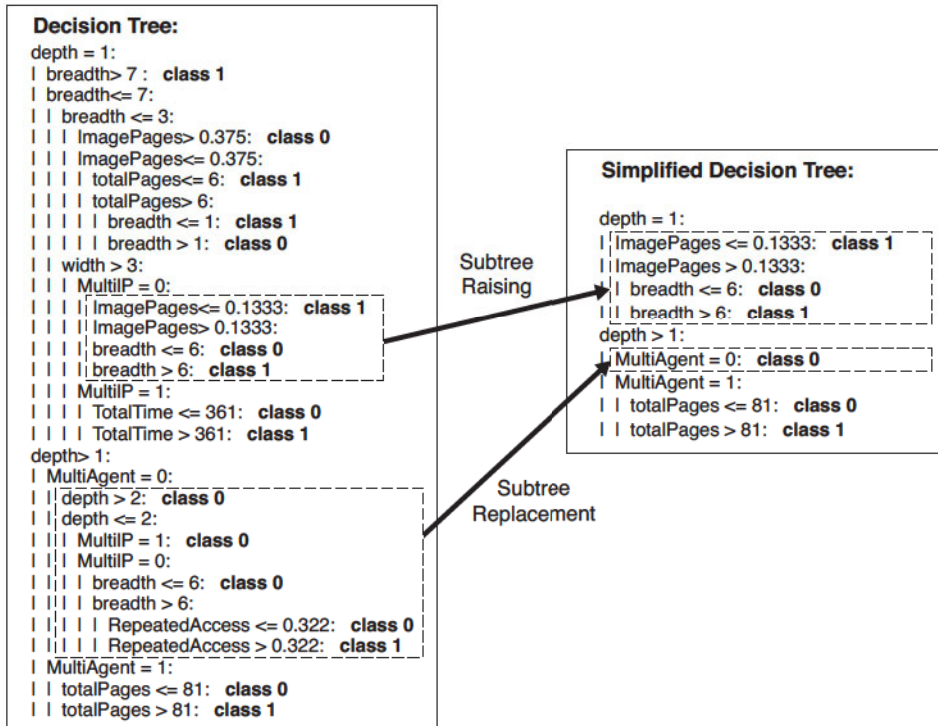 Decision Tree:
depth = 1:
| breadth> 7 : class 1
| breadth<= 7:
| | breadth <= 3:
| | | ImagePages> 0.375: class 0
| | | ImagePages<= 0.375:
| | | | totalPages<= 6: class 1
| | | | totalPages> 6:
| | | | | breadth <= 1: class 1
| | | | | breadth > 1: class 0
| | width > 3:
| | | MultiIP = 0:
| | | | ImagePages<= 0.1333: class 1
| | | | ImagePages> 0.1333:
| | | | breadth <= 6: class 0
| | | | breadth > 6: class 1
| | | MultiIP = 1:
| | | | TotalTime <= 361: class 0
| | | | TotalTime > 361: class 1
depth> 1:
| MultiAgent = 0:
| | depth > 2: class 0
| | depth <= 2:
| | | MultiIP = 1: class 0
| | | MultiIP = 0:
| | | | breadth <= 6: class 0
| | | | breadth > 6:
| | | | | RepeatedAccess <= 0.322: class 0
| | | | | RepeatedAccess > 0.322: class 1
| MultiAgent = 1:
| | totalPages <= 81: class 0
| | totalPages > 81: class 1
Subtree
Raising
Subtree
Replacement
Simplified Decision Tree:
depth = 1:
| ImagePages <= 0.1333: class 1
| ImagePages > 0.1333:
| | breadth <= 6: class 0
| | breadth > 6: class 1
depth > 1:
| MultiAgent = 0: class 0
| MultiAgent = 1:
| | totalPages <= 81: class 0
| | totalPages > 81: class 1